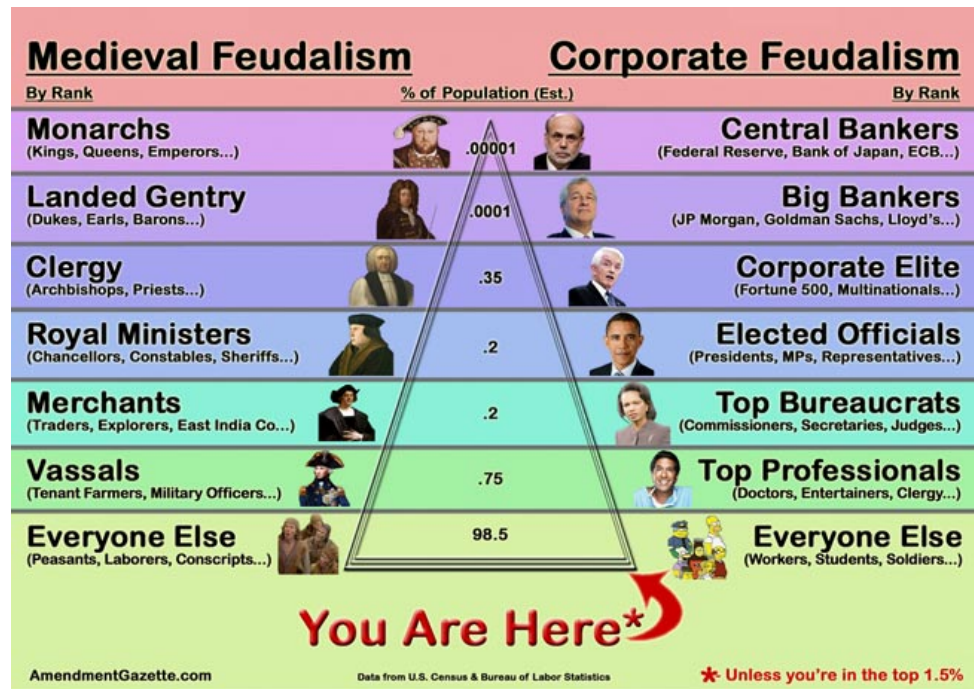 Medieval Feudalism
Corporate Feudalism
By Rank
% of Population (Est.)
By Rank
Monarchs
(Kings, Queens, Emperors...)
.00001
Central Bankers
(Federal Reserve, Bank of Japan, ECB...)
Landed Gentry
(Dukes, Earls, Barons...)
.0001
Big Bankers
(JP Morgan, Goldman Sachs, Lloyd's...)
Clergy
(Archbishops, Priests...)
.35
Corporate Elite
(Fortune 500, Multinationals...)
Royal Ministers
(Chancellors, Constables, Sheriffs...)
.2
Elected Officials
(Presidents, MPs, Representatives...)
Merchants
(Traders, Explorers, East India Co...)
.2
Top Bureaucrats
(Commissioners, Secretaries, Judges...)
Vassals
(Tenant Farmers, Military Officers...)
.75
Top Professionals
(Doctors, Entertainers, Clergy...)
Everyone Else
(Peasants, Laborers, Conscripts...)
98.5
Everyone Else
(Workers, Students, Soldiers...)
You Are Here*
AmendmentGazette.com
Data from U.S. Census & Bureau of Labor Statistics
* Unless you're in the top 1.5%